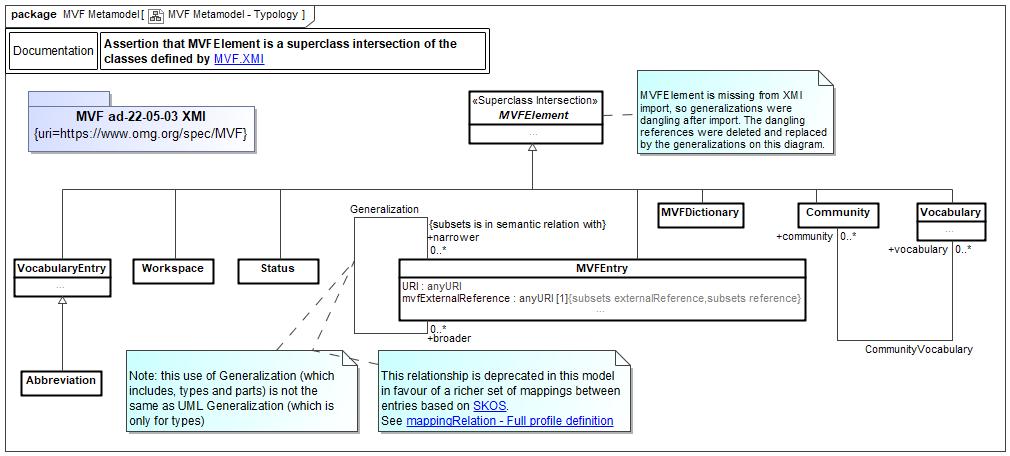 package MVF Metamodel [ MVF Metamodel - Typology ]
Documentation
Assertion that MVFElement is a superclass intersection of the
classes defined by MVF.XMI
MVF ad-22-05-03 XMI
{uri=https://www.omg.org/spec/MVF}
«Superclass Intersection»
MVFElement
...
MVFElement is missing from XMI
import, so generalizations were
dangling after import. The dangling
references were deleted and replaced
by the generalizations on this diagram.
Generalization
{subsets is in semantic relation with}
+narrower
0..*
MVFDictionary
Community
+community 0..*
Vocabulary
...
+vocabulary 0..*
VocabularyEntry
...
Workspace
Status
MVFEntry
URI : anyURI
mvfExternalReference : anyURI [1]{subsets externalReference,subsets reference}
...
0..*
+broader
CommunityVocabulary
Abbreviation
Note: this use of Generalization (which
includes, types and parts) is not the
same as UML Generalization (which is
only for types)
This relationship is deprecated in this model
in favour of a richer set of mappings between
entries based on SKOS.
See mappingRelation - Full profile definition